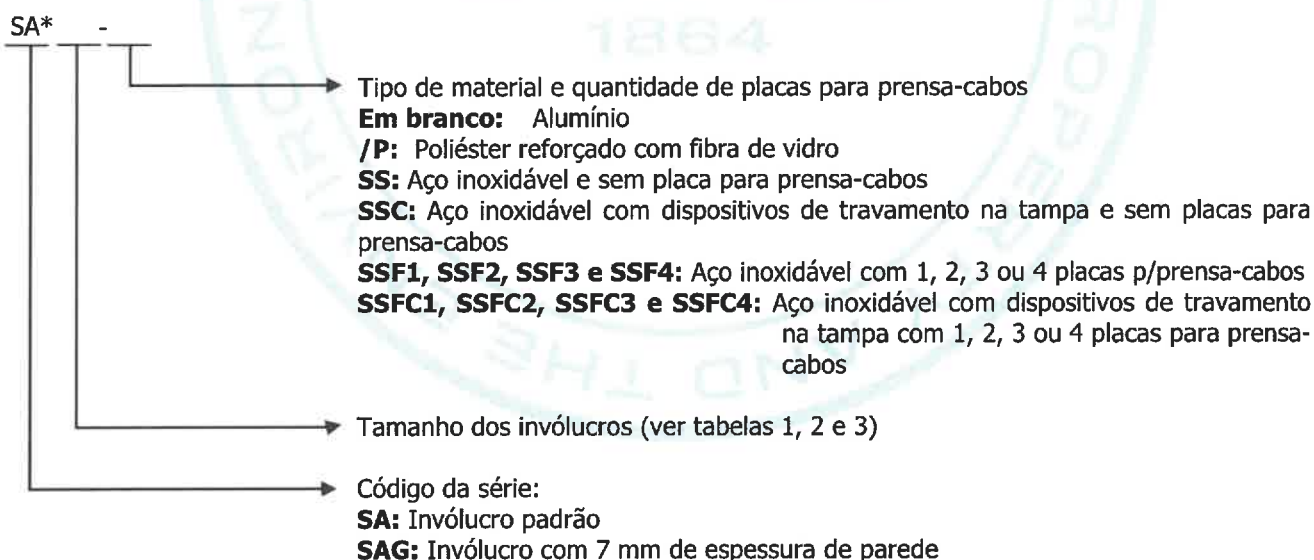 1864
SA* -
Tipo de material e quantidade de placas para prensa-cabos
Em branco: Alumínio
/P: Poliéster reforçado com fibra de vidro
SS: Aço inoxidável e sem placa para prensa-cabos
SSC: Aço inoxidável com dispositivos de travamento na tampa e sem placas para
prensa-cabos
SSF1, SSF2, SSF3 e SSF4: Aço inoxidável com 1, 2, 3 ou 4 placas p/prensa-cabos
SSFC1, SSFC2, SSFC3 e SSFC4: Aço inoxidável com dispositivos de travamento
na tampa com 1, 2, 3 ou 4 placas para prensa-
cabos
Tamanho dos invólucros (ver tabelas 1, 2 e 3)
Código da série:
SA: Invólucro padrão
SAG: Invólucro com 7 mm de espessura de parede